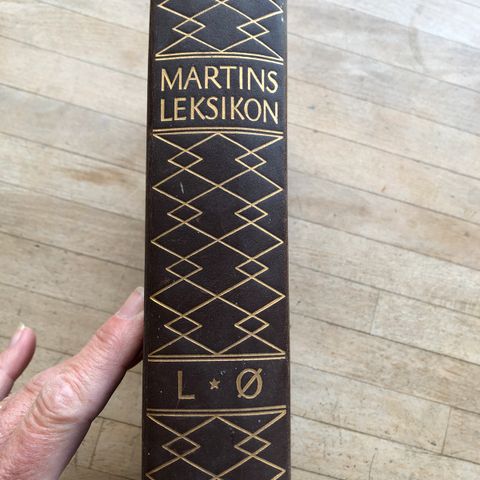 MARTINS
LEKSIKON
L ★ Ø